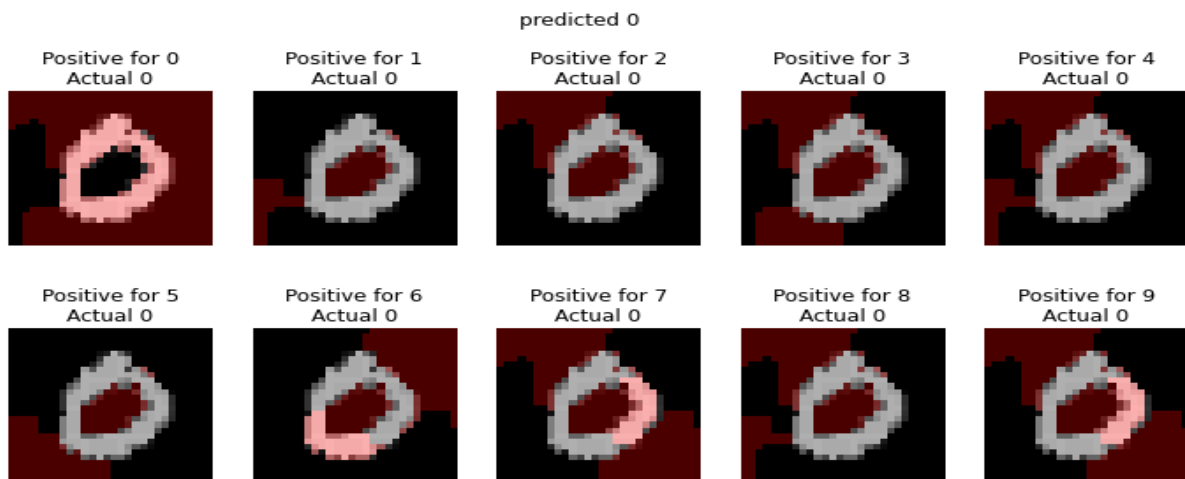 predicted 0
Positive for 0
Actual 0
Positive for 1
Actual 0
Positive for 2
Actual 0
Positive for 3
Actual 0
Positive for 4
Actual 0
Positive for 5
Actual 0
Positive for 6
Actual 0
Positive for 7
Actual 0
Positive for 8
Actual 0
Positive for 9
Actual 0